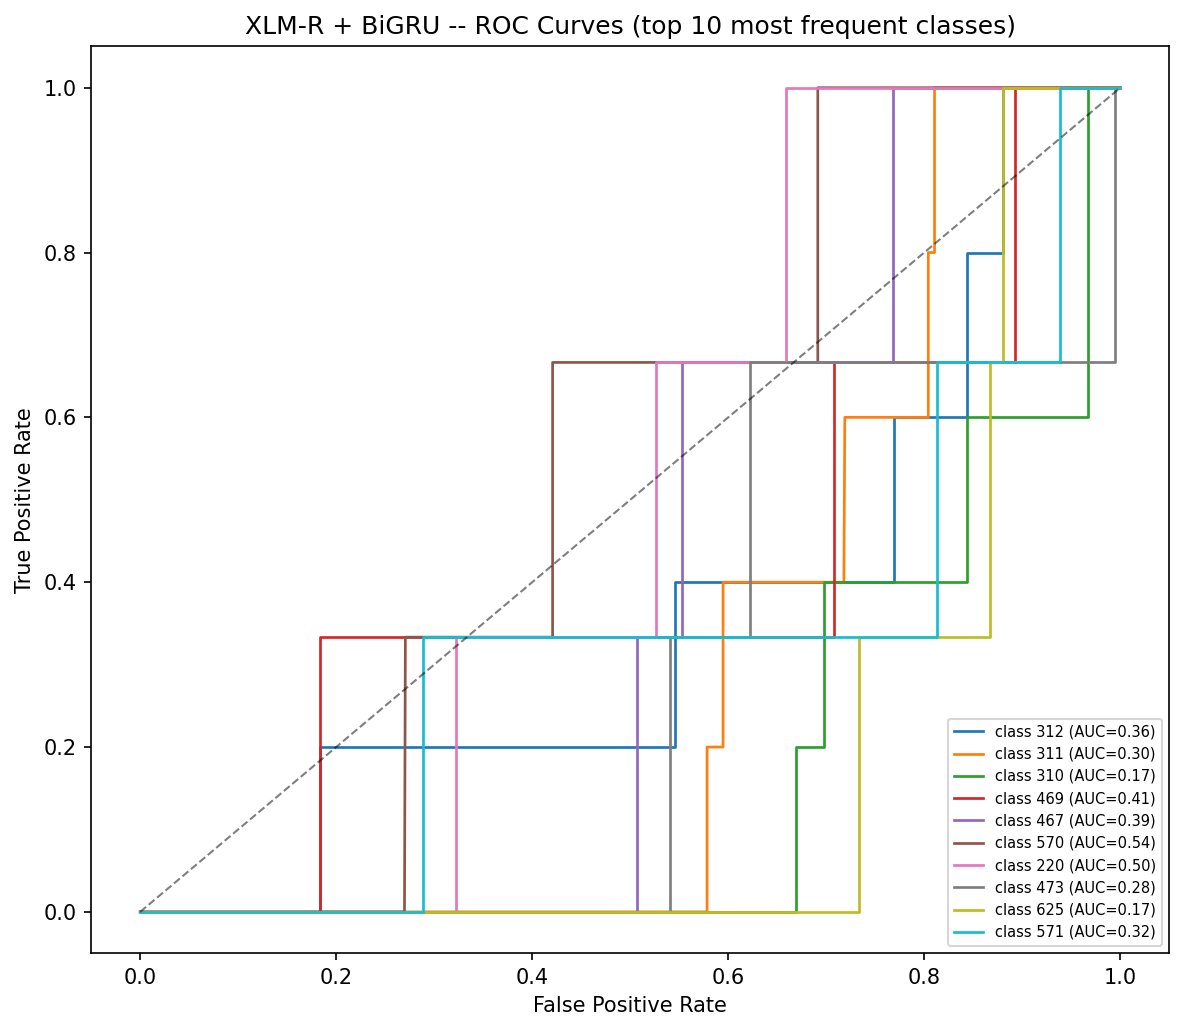 XLM-R + BiGRU -- ROC Curves (top 10 most frequent classes)
True Positive Rate
1.0
0.8
0.6
0.4
0.2
0.0
class 312 (AUC=0.36)
class 311 (AUC=0.30)
class 310 (AUC=0.17)
class 469 (AUC=0.41)
class 467 (AUC=0.39)
class 570 (AUC=0.54)
class 220 (AUC=0.50)
class 473 (AUC=0.28)
class 625 (AUC=0.17)
class 571 (AUC=0.32)
0.0 0.2 0.4 0.6 0.8 1.0
False Positive Rate